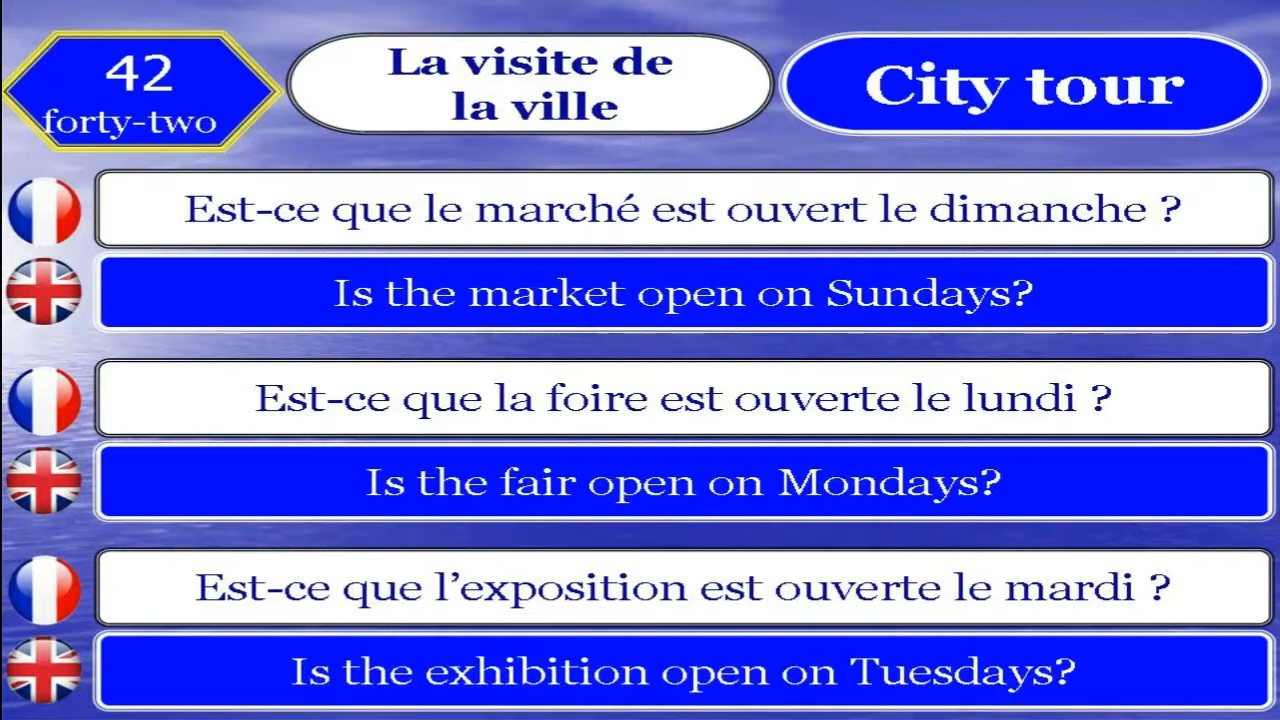 42
forty-two
La visite de
la ville
City tour
Est-ce que le marché est ouvert le dimanche ?
Is the market open on Sundays?
Est-ce que la foire est ouverte le lundi ?
Is the fair open on Mondays?
Est-ce que l’exposition est ouverte le mardi ?
Is the exhibition open on Tuesdays?